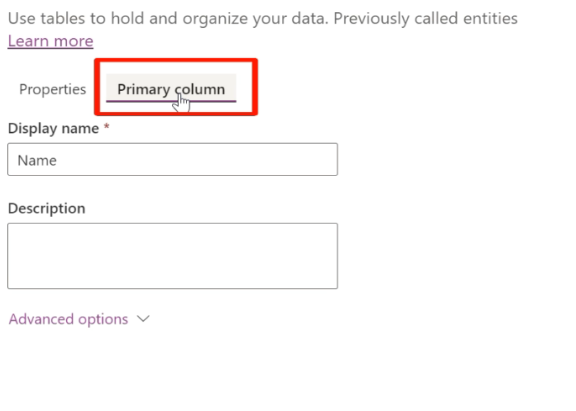 Use tables to hold and organize your data. Previously called entities
Learn more
Properties
Primary column
Display name *
Name
Description
Advanced options